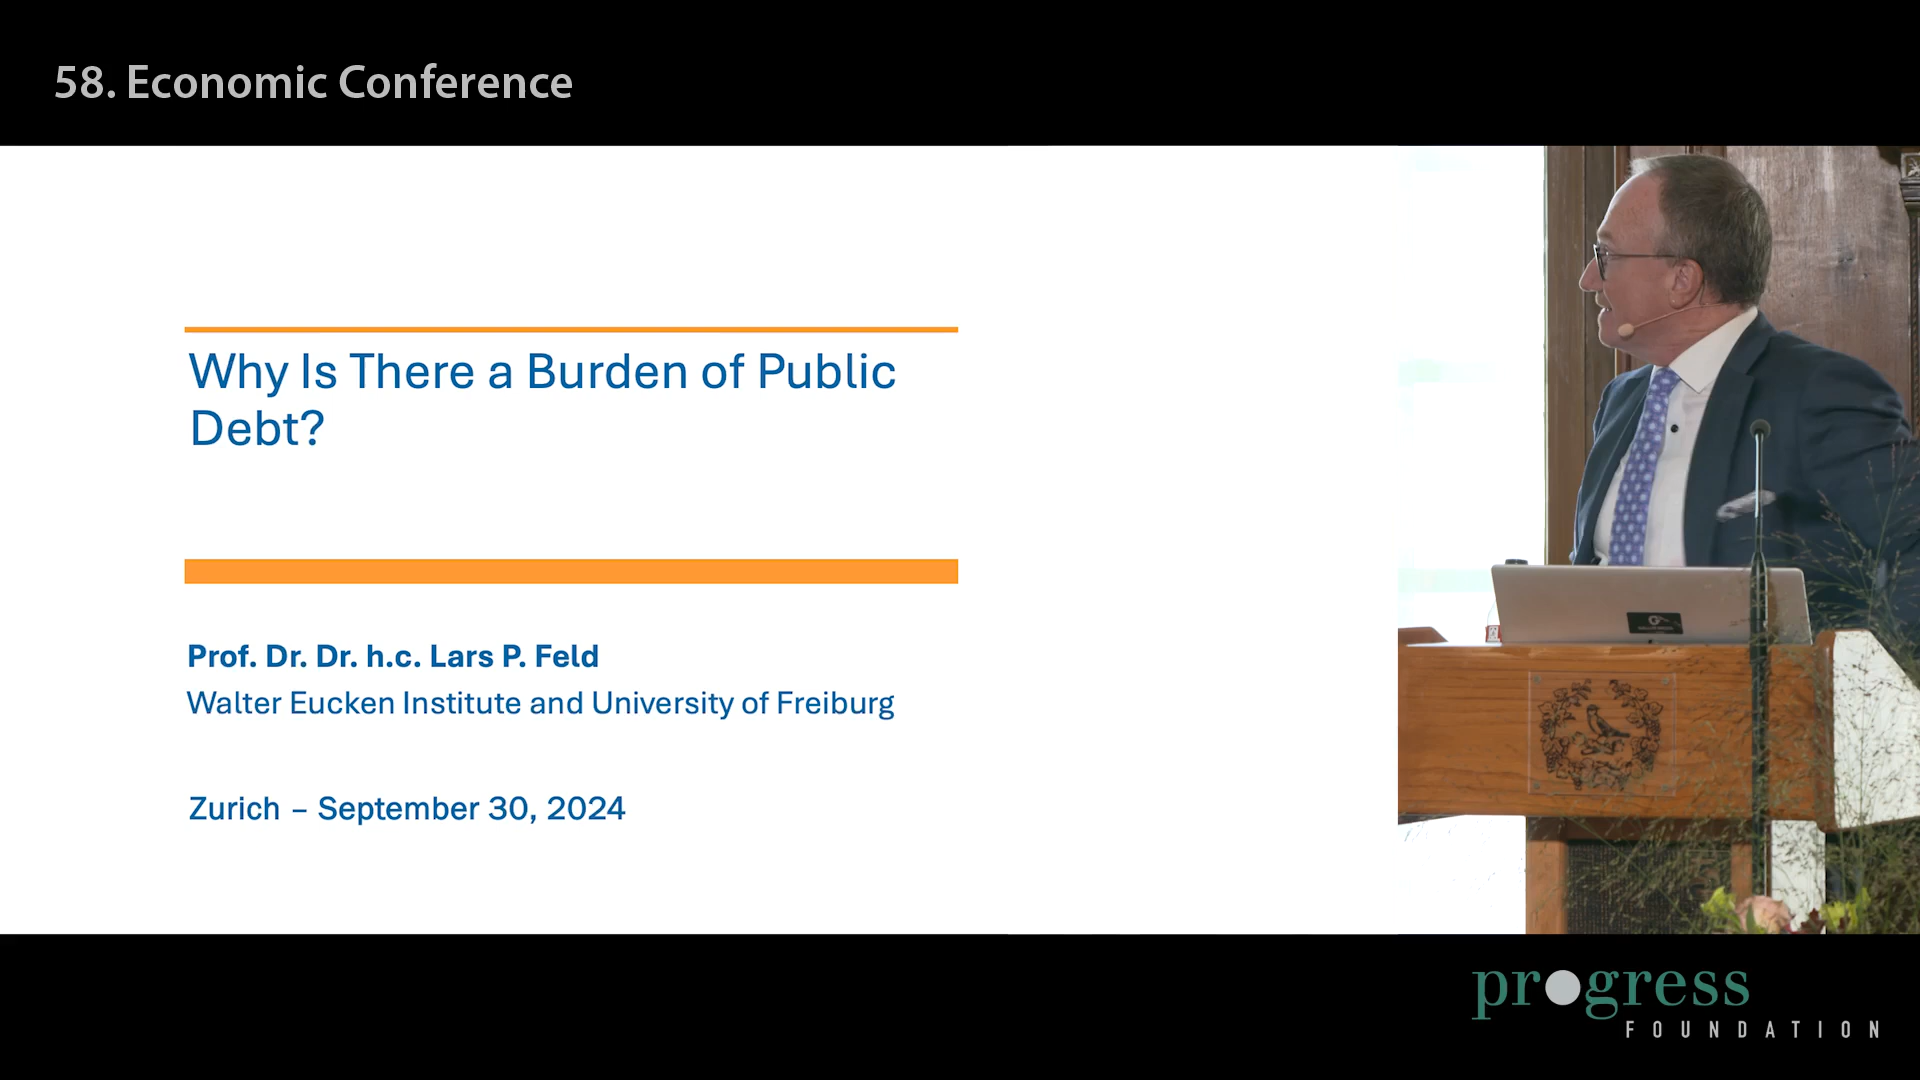 58. Economic Conference
Why Is There a Burden of Public
Debt?
Prof. Dr. Dr. h.c. Lars P. Feld
Walter Eucken Institute and University of Freiburg
Zurich – September 30, 2024
progress
FOUNDATION